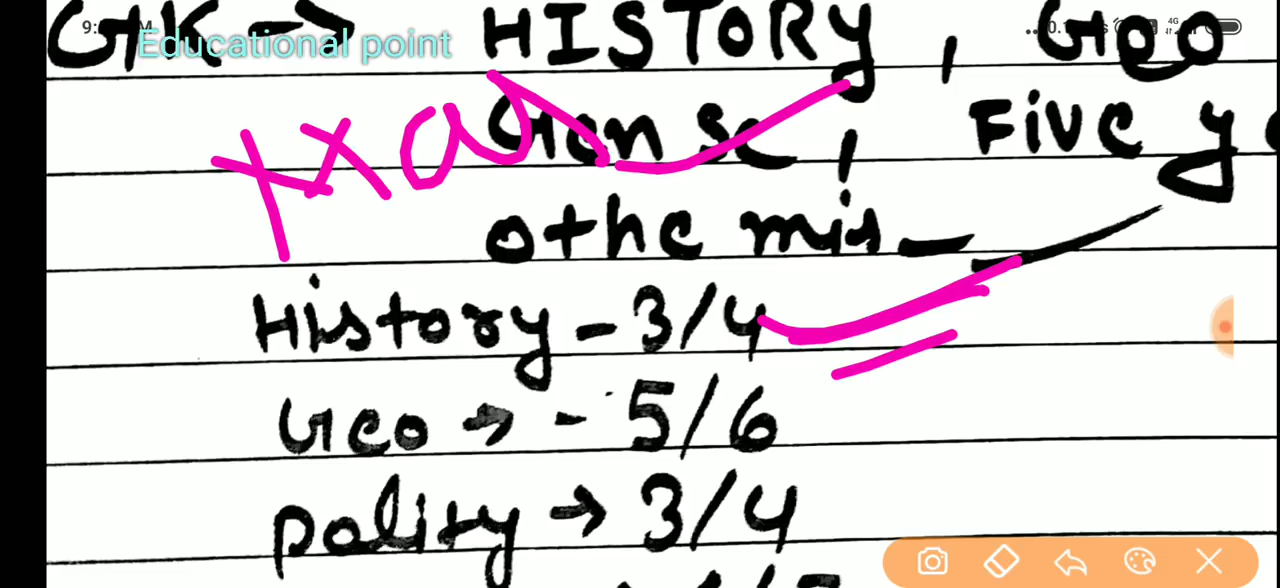 GK → HISTORY, Geo
Educational point
Gen sc, Five y
othe mis
History - 3/4
Geo → - 5/6
polity → 3/4